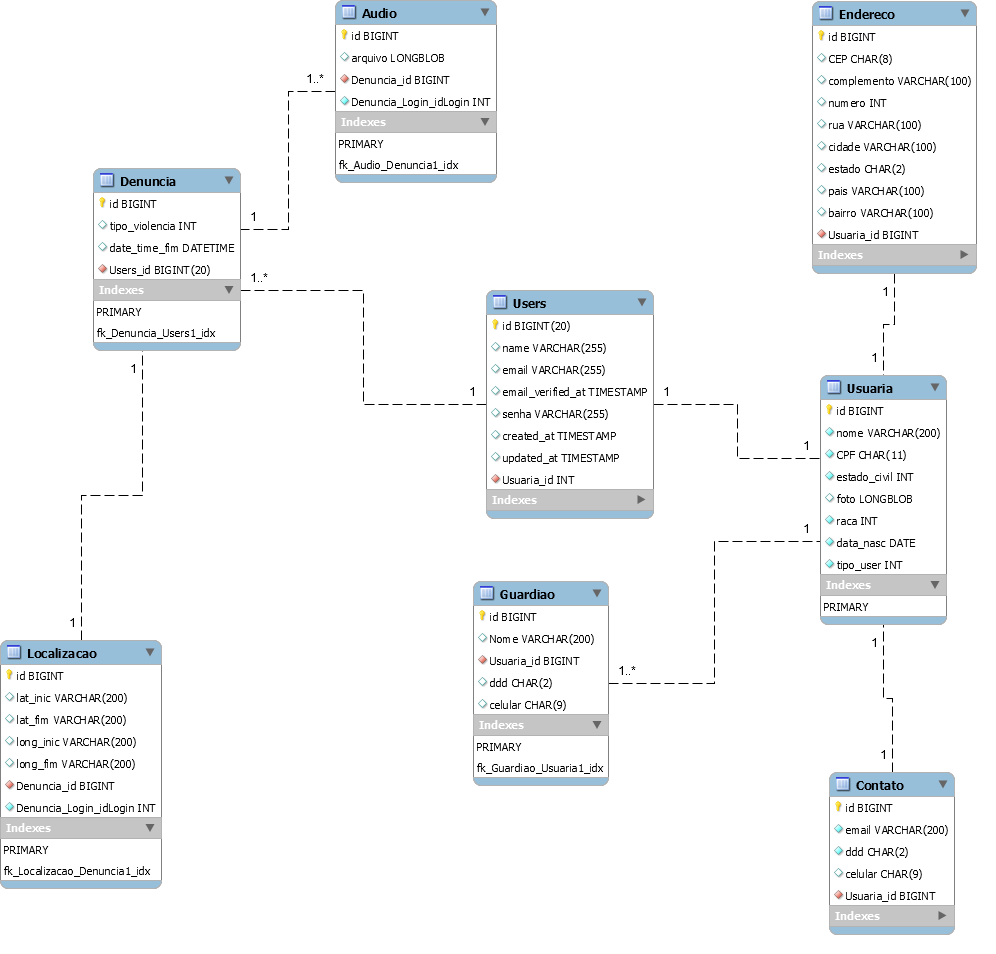 Audio
id BIGINT
arquivo LONGBLOB
Denuncia_id BIGINT
Denuncia_Login_idLogin INT
Indexes
PRIMARY
fk_Audio_Denuncia1_idx
1..*
1
Denuncia
id BIGINT
tipo_violencia INT
date_time_fim DATETIME
Users_id BIGINT(20)
Indexes
PRIMARY
fk_Denuncia_Users1_idx
1..*
1
1
1
Localizacao
id BIGINT
lat_inic VARCHAR(200)
lat_fim VARCHAR(200)
long_inic VARCHAR(200)
long_fim VARCHAR(200)
Denuncia_id BIGINT
Denuncia_Login_idLogin INT
Indexes
PRIMARY
fk_Localizacao_Denuncia1_idx
Users
id BIGINT(20)
name VARCHAR(255)
email VARCHAR(255)
email_verified_at TIMESTAMP
senha VARCHAR(255)
created_at TIMESTAMP
updated_at TIMESTAMP
Usuaria_id INT
Indexes
1
1
Guardiao
id BIGINT
Nome VARCHAR(200)
Usuaria_id BIGINT
ddd CHAR(2)
celular CHAR(9)
Indexes
PRIMARY
fk_Guardiao_Usuaria1_idx
1..*
1
Endereco
id BIGINT
CEP CHAR(8)
complemento VARCHAR(100)
numero INT
rua VARCHAR(100)
cidade VARCHAR(100)
estado CHAR(2)
pais VARCHAR(100)
bairro VARCHAR(100)
Usuaria_id BIGINT
Indexes
1
1
Usuaria
id BIGINT
nome VARCHAR(200)
CPF CHAR(11)
estado_civil INT
foto LONGBLOB
raca INT
data_nasc DATE
tipo_user INT
Indexes
PRIMARY
1
1
Contato
id BIGINT
email VARCHAR(200)
ddd CHAR(2)
celular CHAR(9)
Usuaria_id BIGINT
Indexes